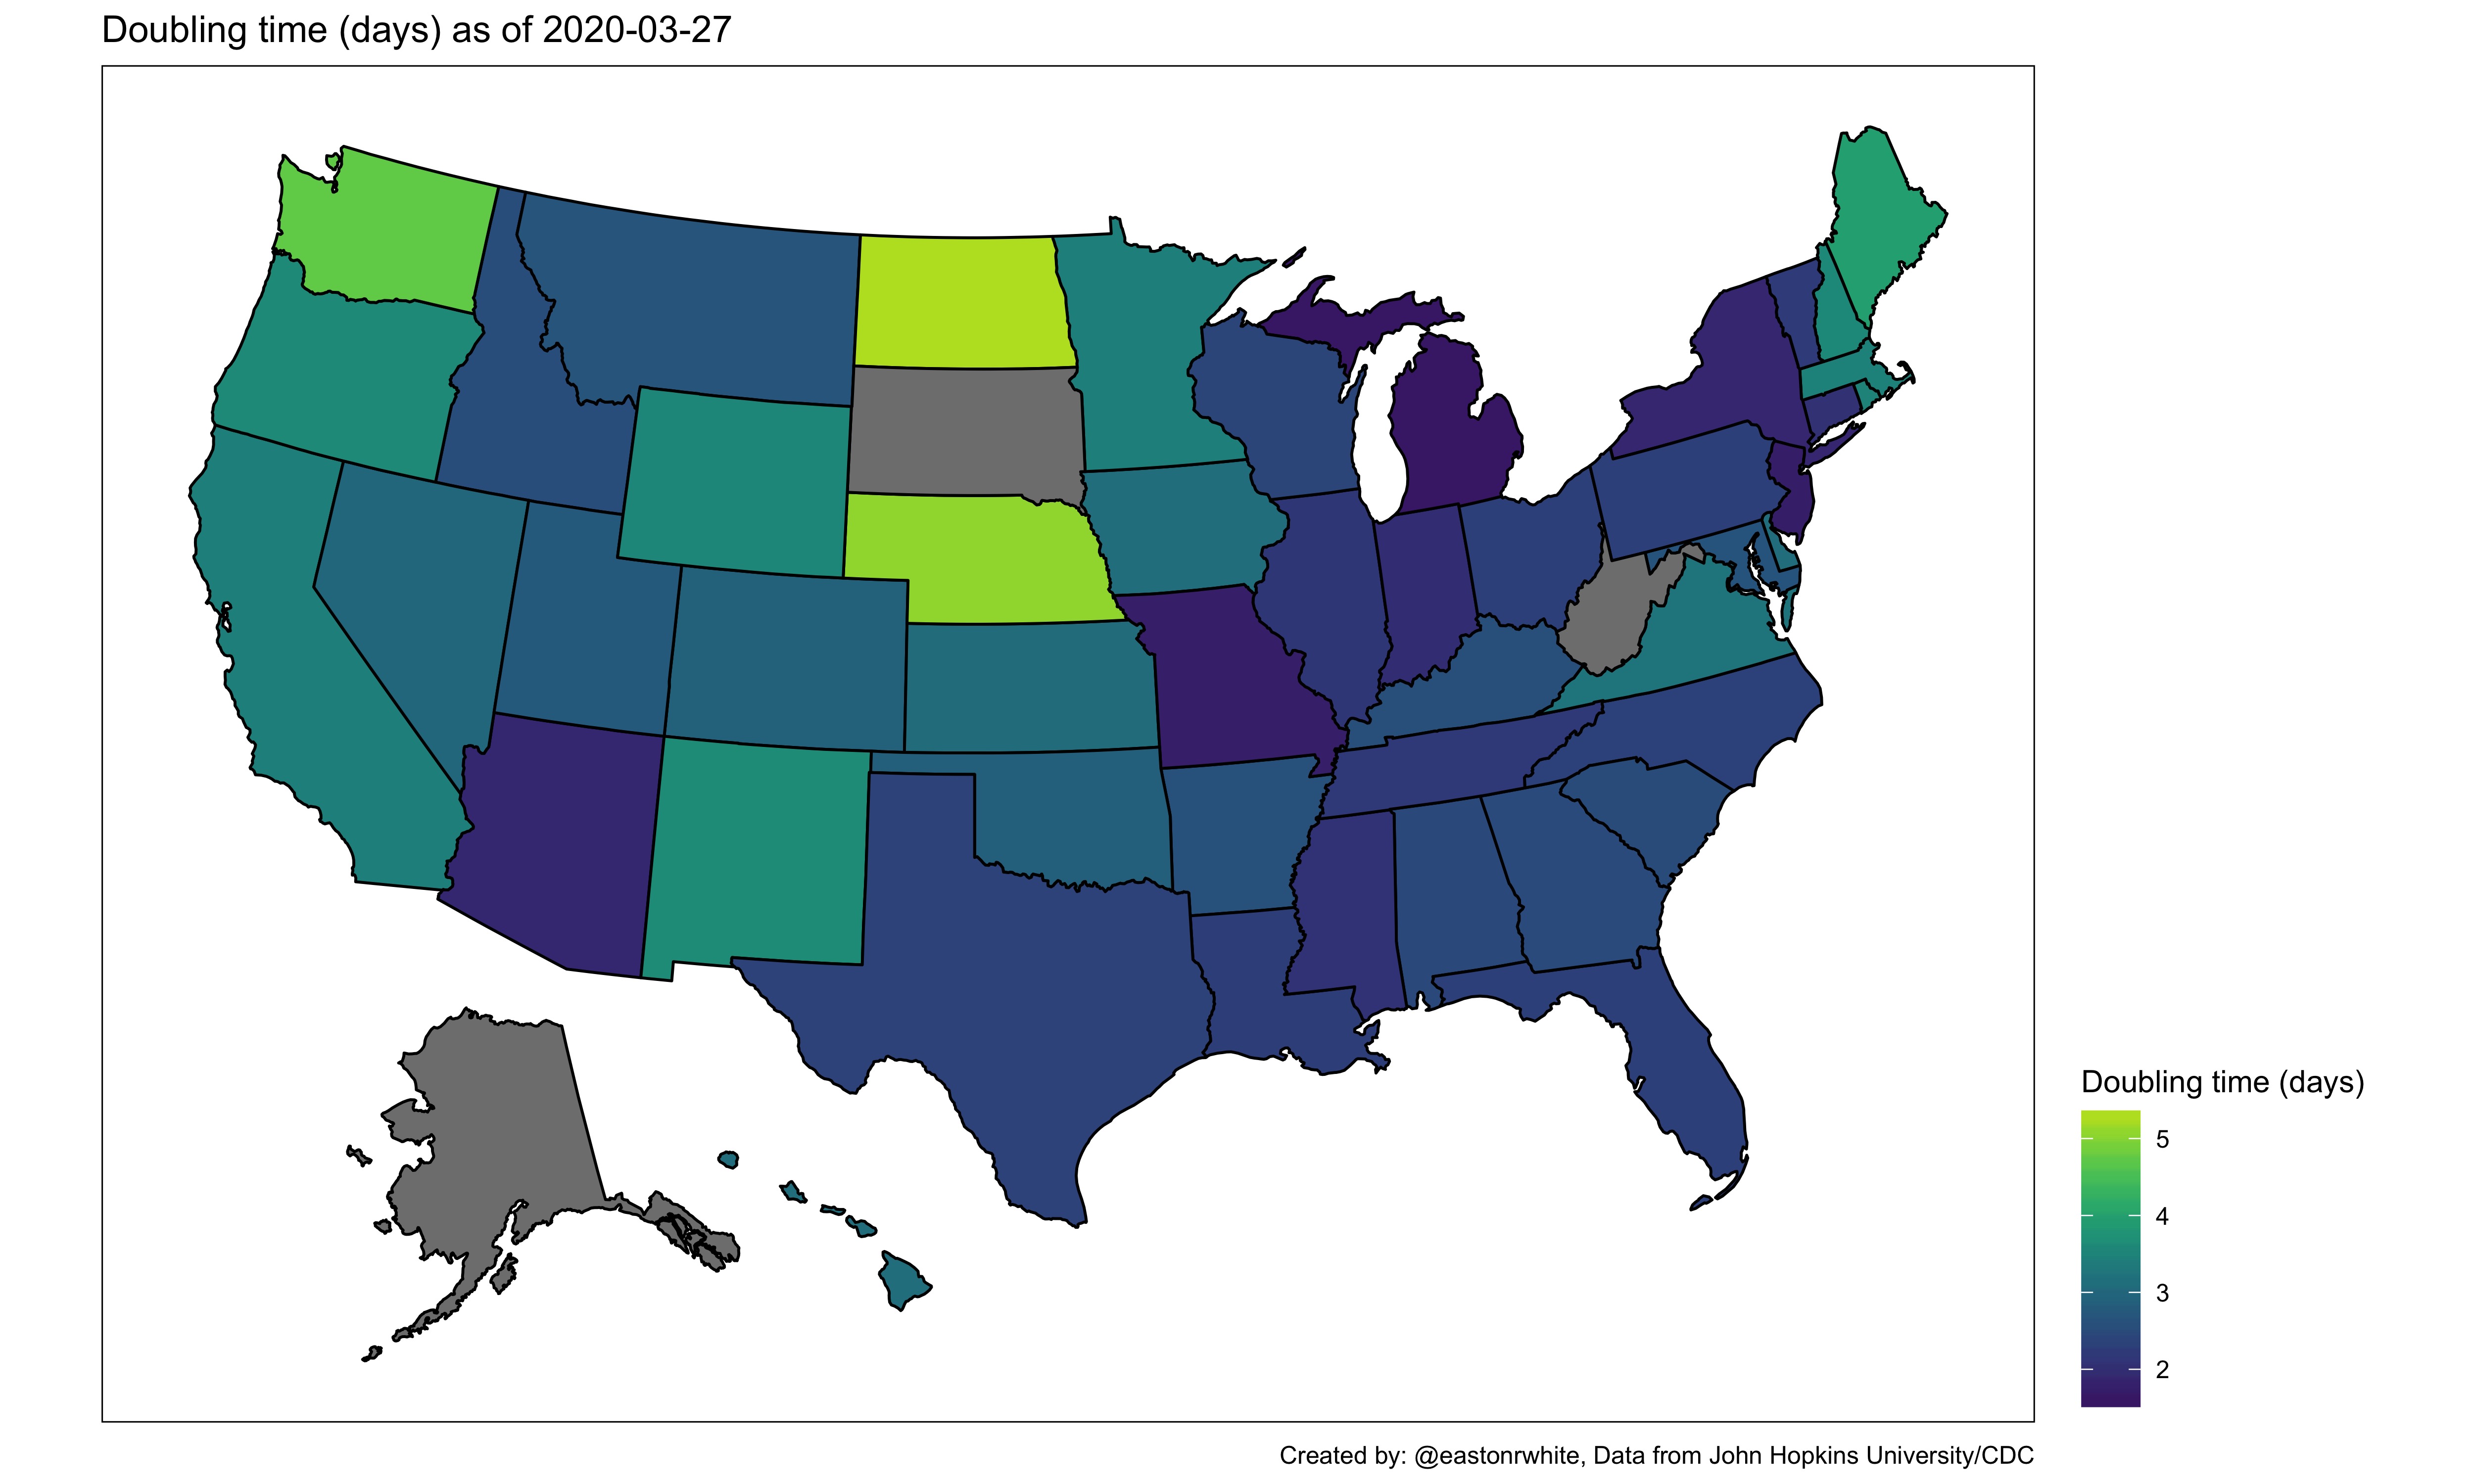 Doubling time (days) as of 2020-03-27
Doubling time (days)
5
4
3
2
Created by: @eastonrwhite, Data from John Hopkins University/CDC